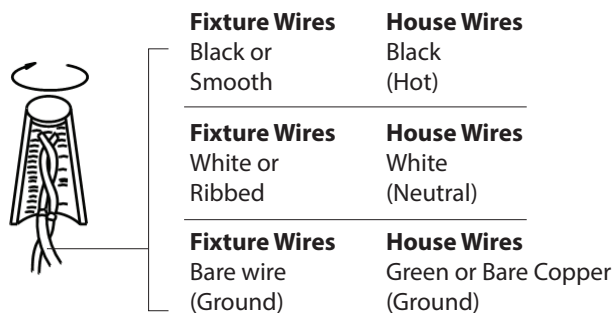 Fixture Wires House Wires
Black or Black
Smooth (Hot)
Fixture Wires House Wires
White or White
Ribbed (Neutral)
Fixture Wires House Wires
Bare wire Green or Bare Copper
(Ground) (Ground)